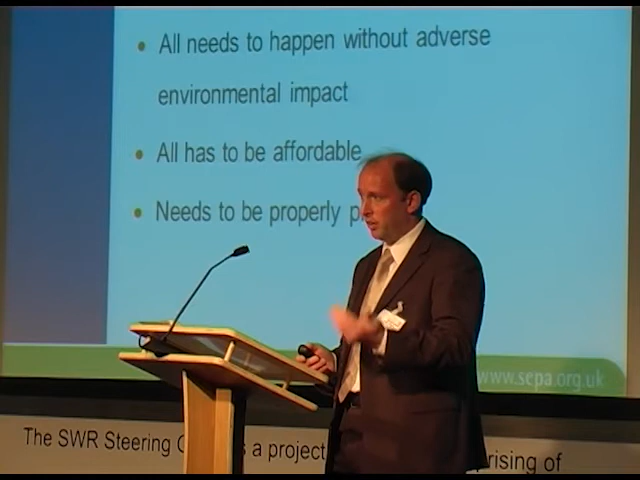 All needs to happen without adverse
environmental impact
All has to be affordable
Needs to be properly
www.sepa.org.uk
The SWR Steering a project rising of